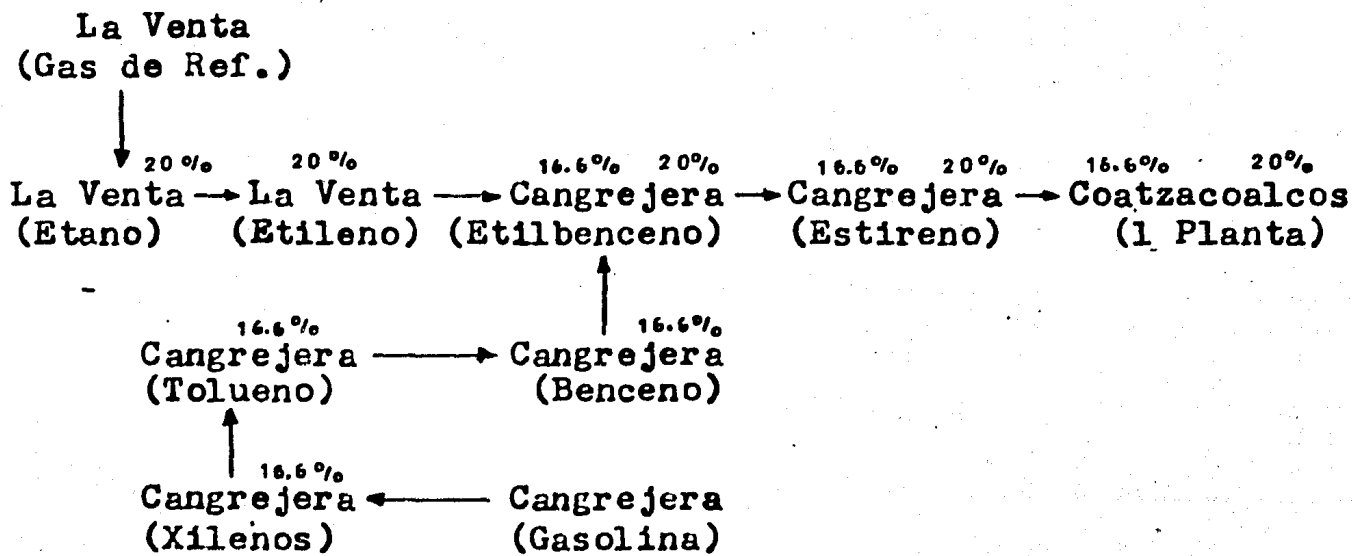 La Venta
(Gas de Ref.)
20% 20% 16.6% 20% 16.6% 20% 16.6% 20%
La Venta La Venta Cangrejera Cangrejera Coatzacoalcos
(Etano) (Etileno) (Etilbenceno) (Estireno) (1 Planta)
16.6% 16.6%
Cangrejera Cangrejera
(Tolueno) (Benceno)
16.6%
Cangrejera Cangrejera
(Xilenos) (Gasolina)